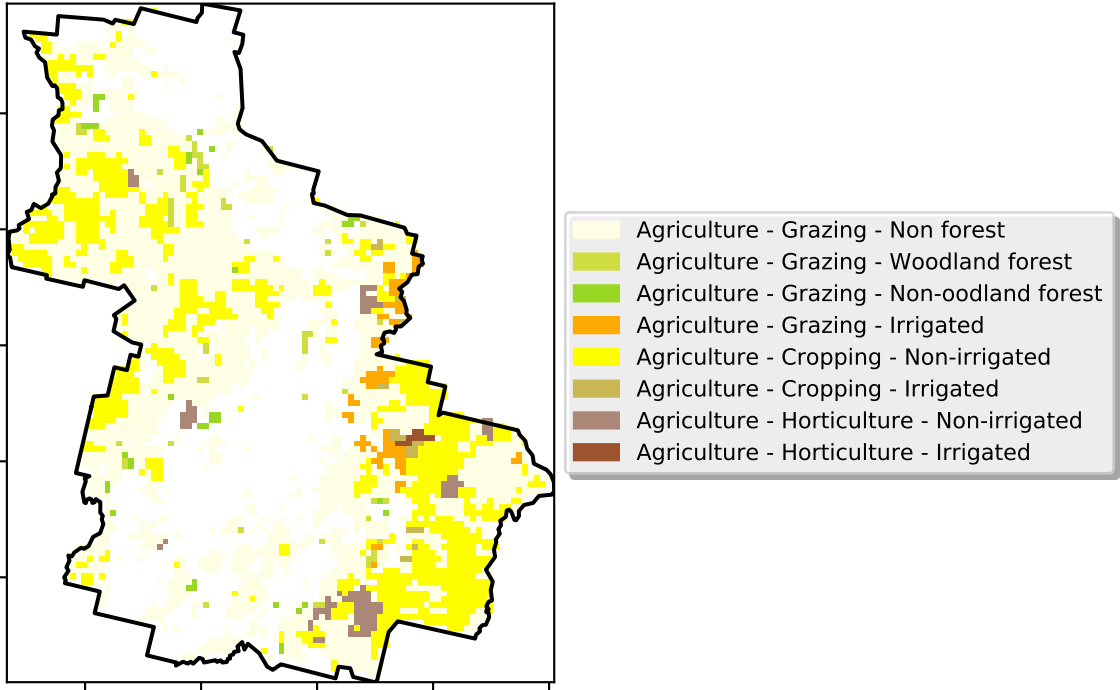 Agriculture - Grazing - Non forest
Agriculture - Grazing - Woodland forest
Agriculture - Grazing - Non-oodland forest
Agriculture - Grazing - Irrigated
Agriculture - Cropping - Non-irrigated
Agriculture - Cropping - Irrigated
Agriculture - Horticulture - Non-irrigated
Agriculture - Horticulture - Irrigated